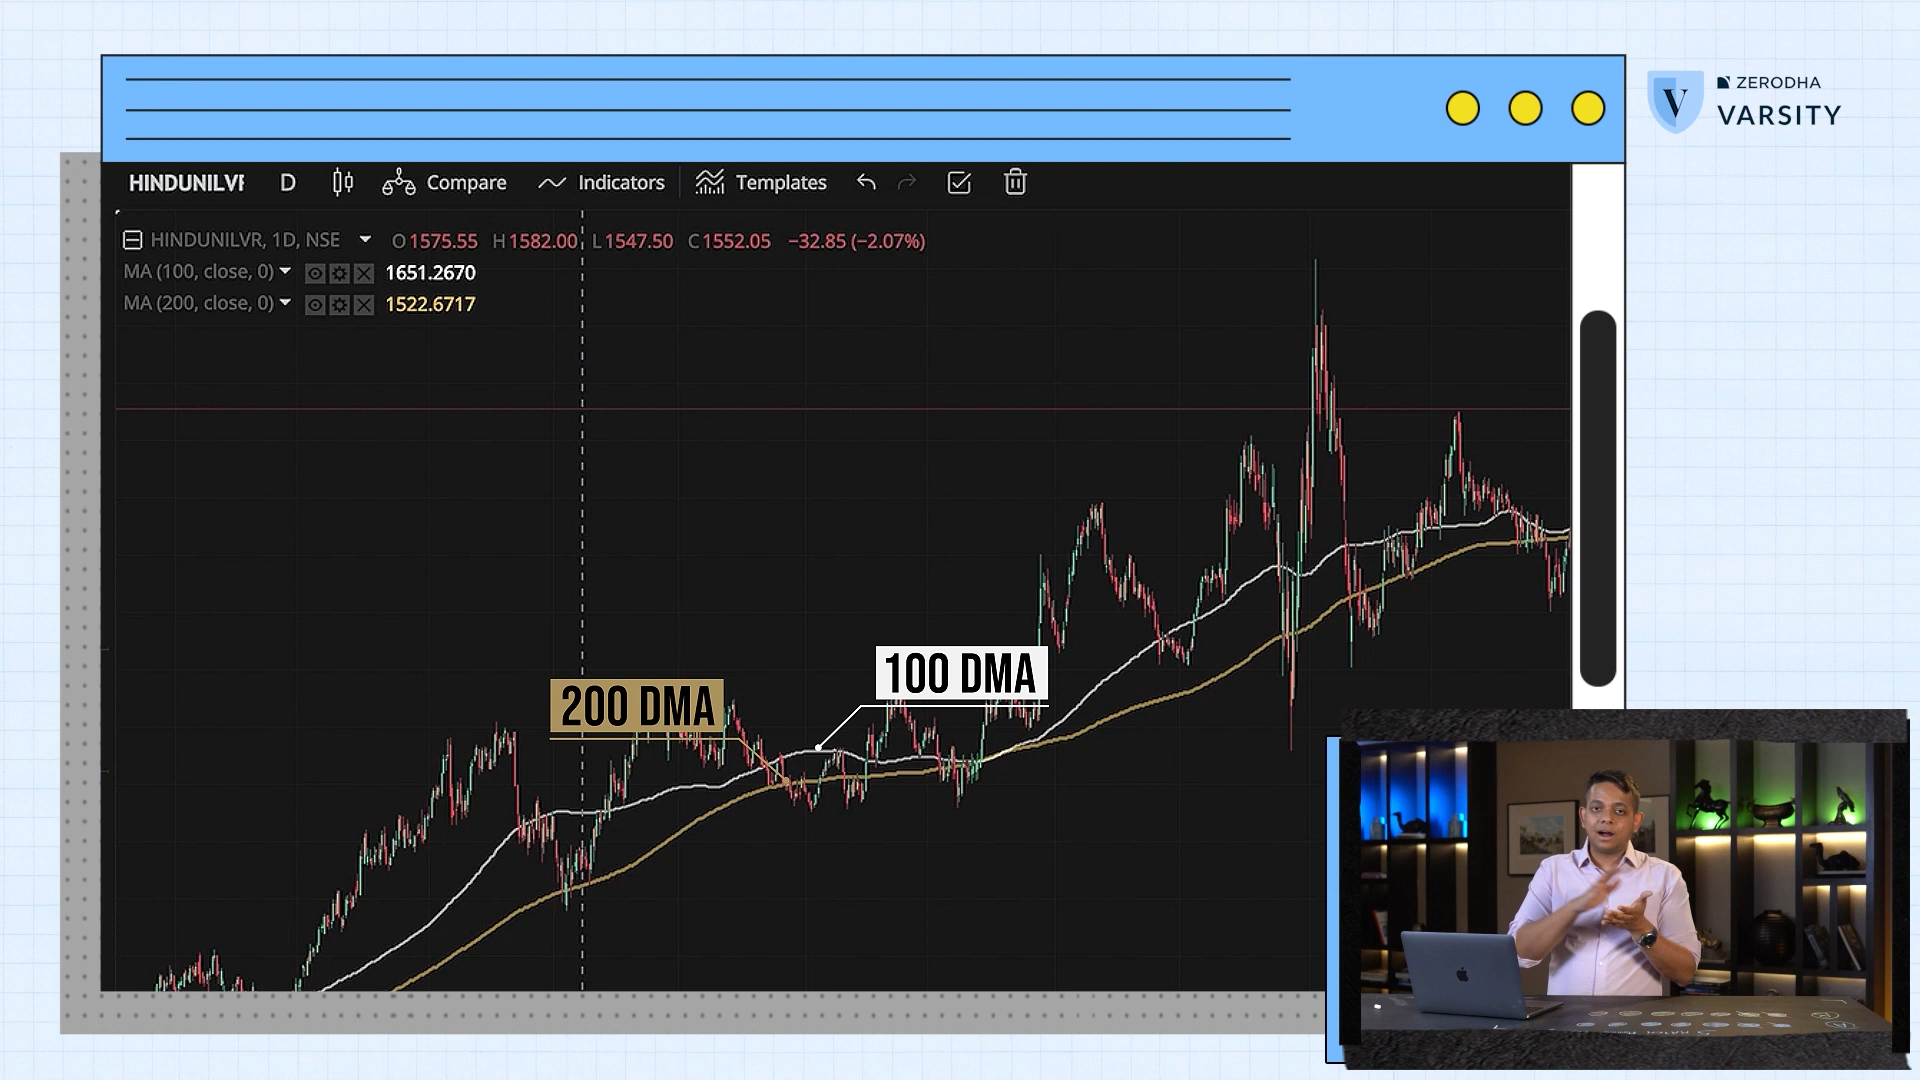 ZERODHA
VARSITY
HINDUNILVR D Compare Indicators Templates
HINDUNILVR, 1D, NSE O 1575.55 H 1582.00 L 1547.50 C 1552.05 −32.85 (−2.07%)
MA (100, close, 0) 1651.2670
MA (200, close, 0) 1522.6717
100 DMA
200 DMA